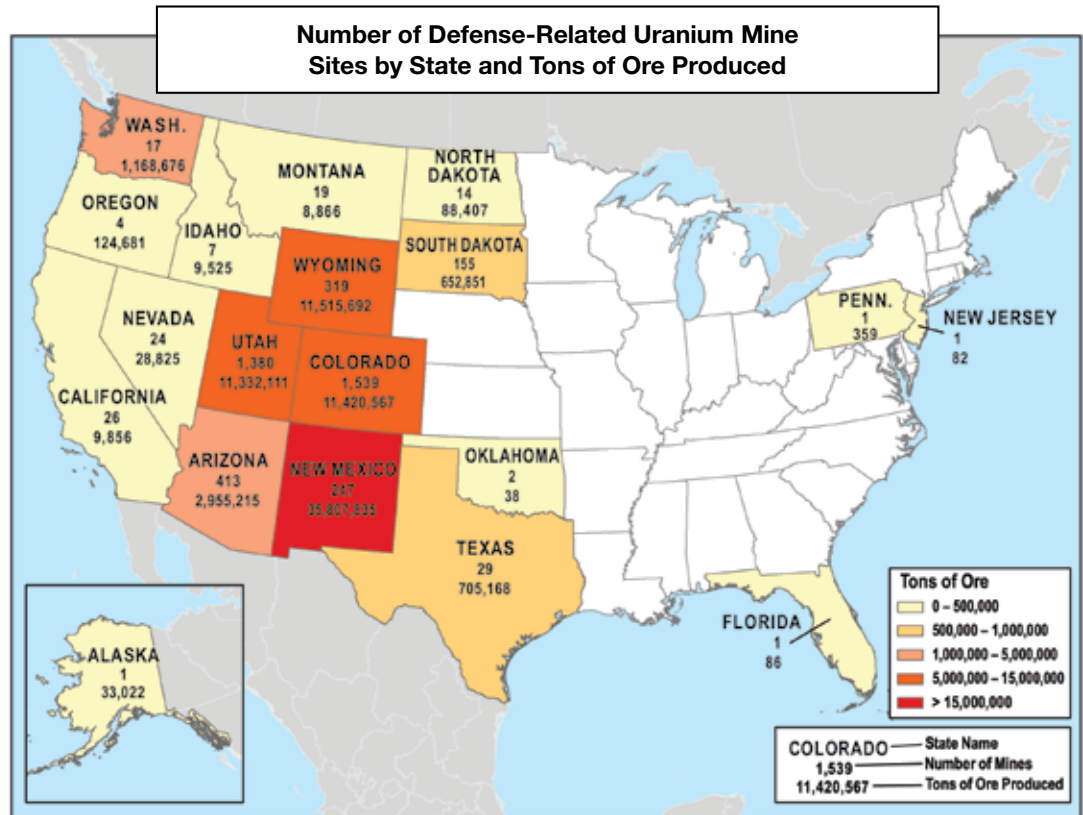 Number of Defense-Related Uranium Mine
Sites by State and Tons of Ore Produced
WASH.
17
1,168,676
OREGON
4
124,681
IDAHO
7
9,525
MONTANA
19
8,866
NORTH
DAKOTA
14
88,407
SOUTH DAKOTA
155
652,851
WYOMING
319
11,515,692
NEVADA
24
28,825
UTAH
1,380
11,332,111
COLORADO
1,539
11,420,567
CALIFORNIA
26
9,856
ARIZONA
413
2,955,215
NEW MEXICO
247
35,807,835
OKLAHOMA
2
38
TEXAS
29
705,168
PENN.
1
359
NEW JERSEY
1
82
FLORIDA
1
86
ALASKA
1
33,022
Tons of Ore
0 – 500,000
500,000 – 1,000,000
1,000,000 – 5,000,000
5,000,000 – 15,000,000
> 15,000,000
COLORADO State Name
1,539 Number of Mines
11,420,567 Tons of Ore Produced